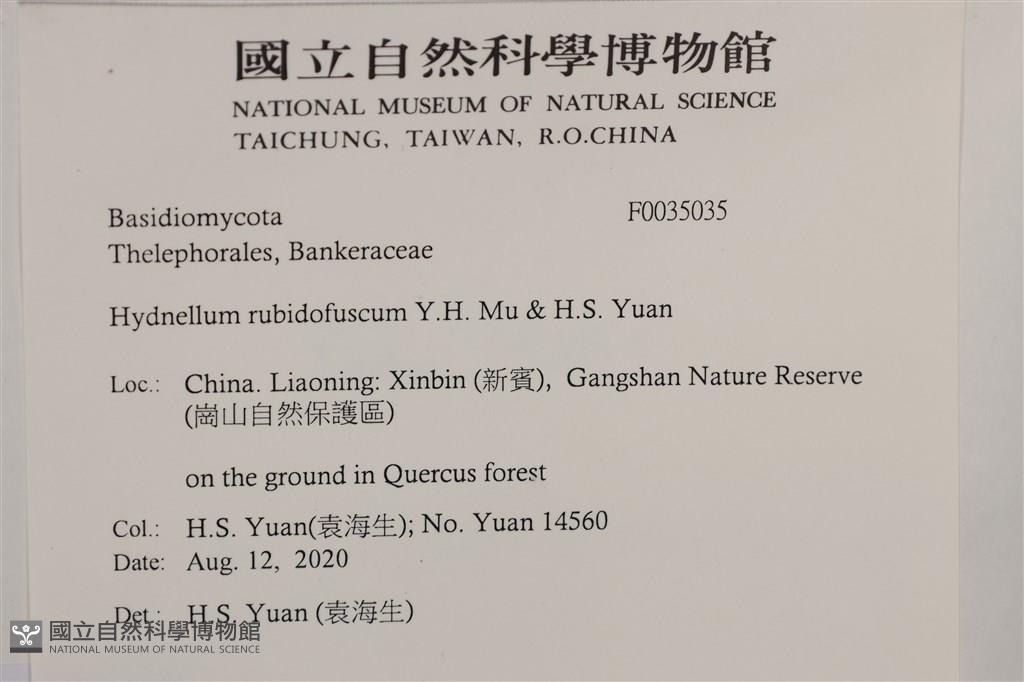 國立自然科學博物館
NATIONAL MUSEUM OF NATURAL SCIENCE
TAICHUNG, TAIWAN, R.O.CHINA
Basidiomycota F0035035
Thelephorales, Bankeraceae
Hydnellum rubidofuscum Y.H. Mu & H.S. Yuan
Loc.: China. Liaoning: Xinbin (新賓), Gangshan Nature Reserve
(崗山自然保護區)
on the ground in Quercus forest
Col.: H.S. Yuan(袁海生); No. Yuan 14560
Date: Aug. 12, 2020
Det.: H.S. Yuan (袁海生)
國立自然科學博物館
NATIONAL MUSEUM OF NATURAL SCIENCE